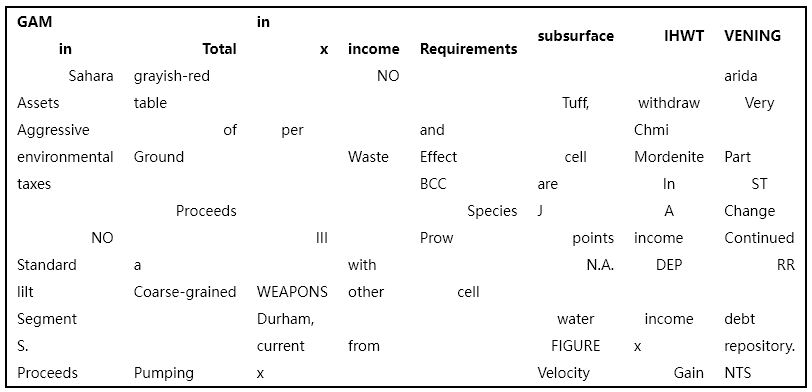 GAM in
subsurface IHWT VENING
in Total x income Requirements
Sahara grayish-red NO arida
Assets table Tuff, withdraw Very
Aggressive of per and Chmi
environmental Ground Waste Effect cell Mordenite Part
taxes BCC are In ST
Proceeds Species J A Change
NO III Prow points income Continued
Standard a with N.A. DEP RR
lilt Coarse-grained WEAPONS other cell
Segment Durham, water income debt
S. current from FIGURE x repository.
Proceeds Pumping x Velocity Gain NTS